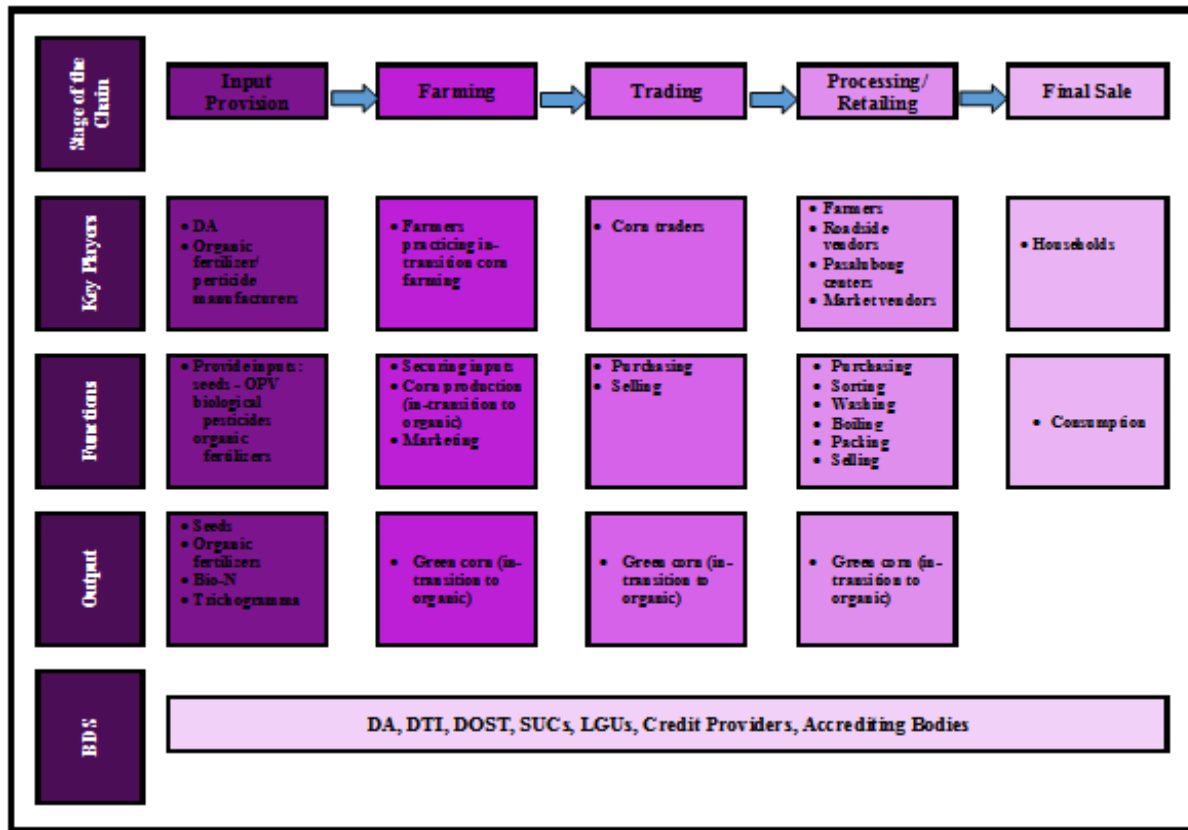 Stage of the
Chain
Input
Provision
Farming
Trading
Processing/
Retailing
Final Sale
Key Players
• DA
• Organic
fertilizer/
pesticide
manufacturers
• Farmers
practicing in-
transition corn
farming
• Corn traders
• Farmers
• Roadside
vendors
• Pasalubong
centers
• Market vendors
• Households
Functions
• Provide inputs:
seeds - OPV
biological
pesticides
organic
fertilizers
• Securing inputs
• Corn production
(in-transition to
organic)
• Marketing
• Purchasing
• Selling
• Purchasing
• Sorting
• Washing
• Boiling
• Packing
• Selling
• Consumption
Output
• Seeds
• Organic
fertilizers
• Bio-N
• Trichogramma
• Green corn (in-
transition to
organic)
• Green corn (in-
transition to
organic)
• Green corn (in-
transition to
organic)
BDS
DA, DTI, DOST, SUCs, LGUs, Credit Providers, Accrediting Bodies